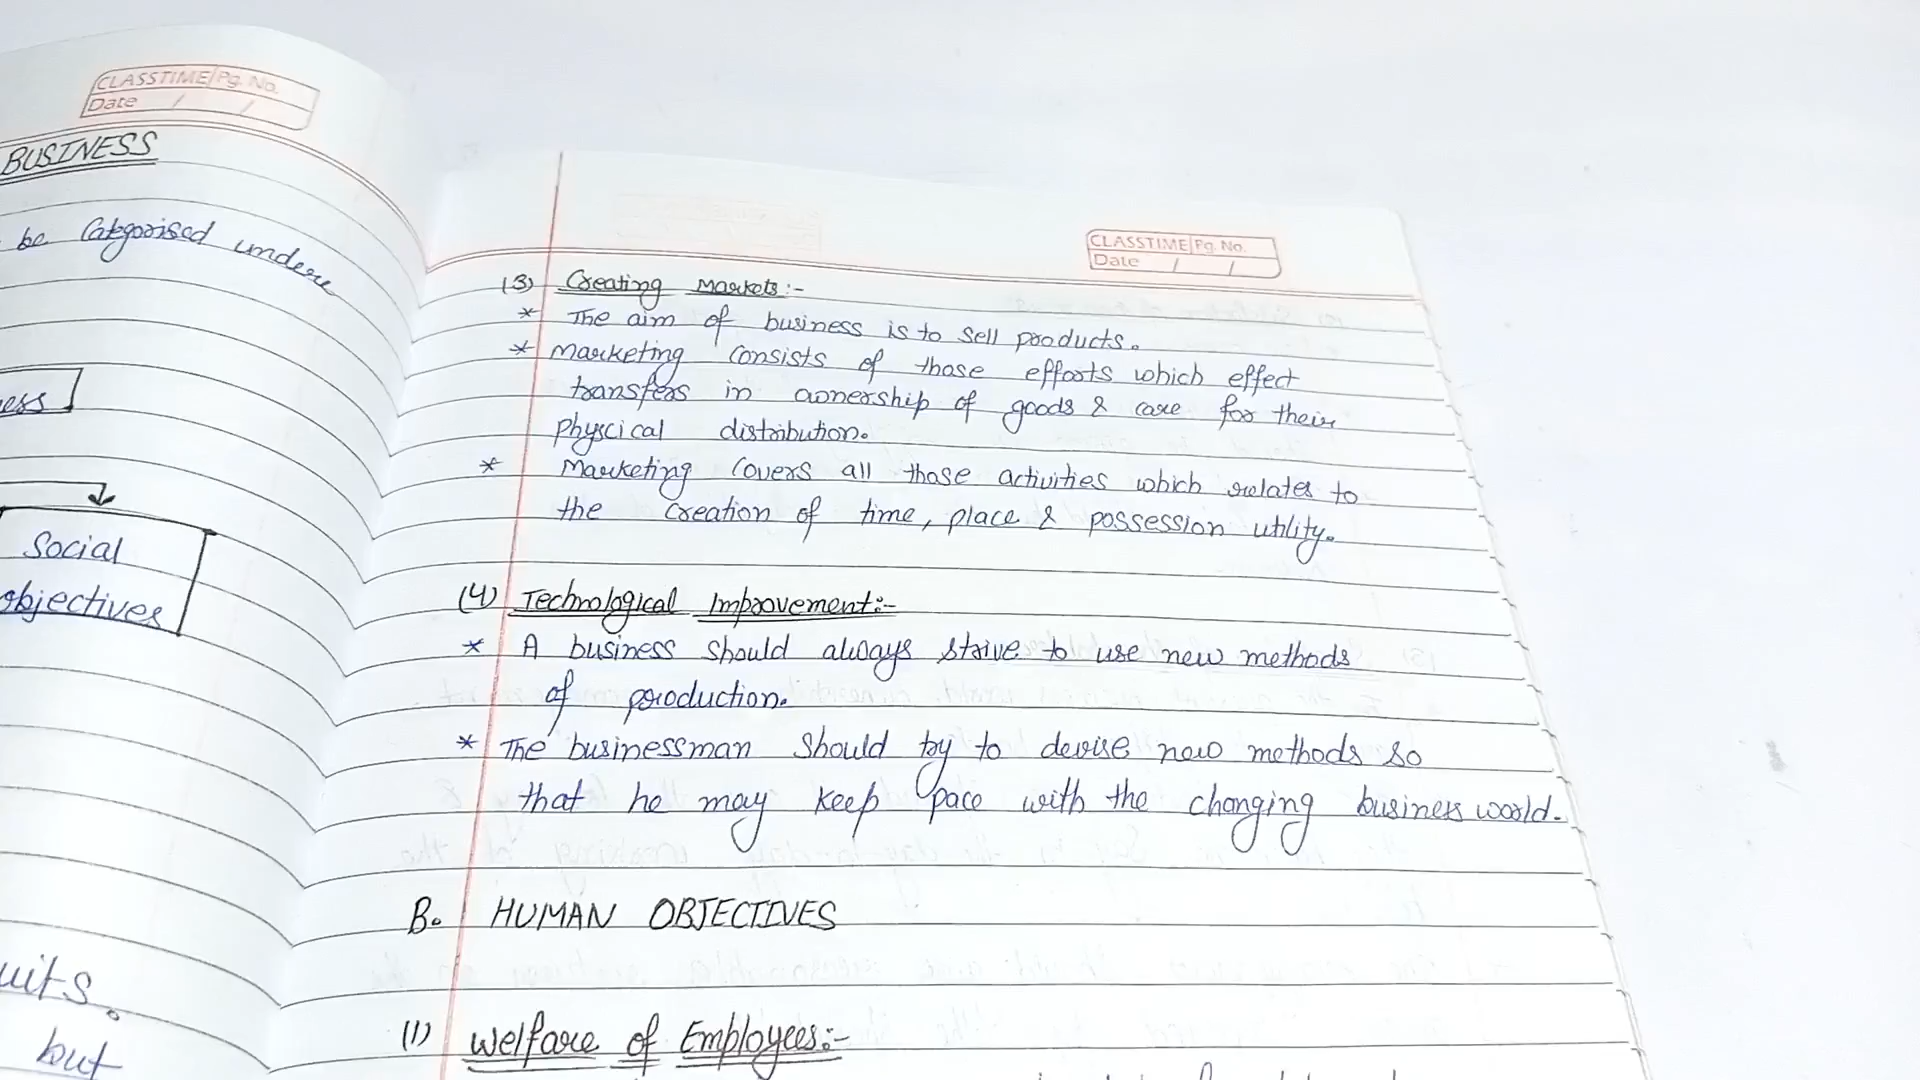 CLASSTIME Pg. No.
Date / /
BUSINESS
be Categorised under
ess
Social
objectives
uits.
but
CLASSTIME Pg. No.
Date / /
(3) Creating Markets:-
* The aim of business is to sell products.
* Marketing consists of those efforts which effect
transfers in ownership of goods & care for their
Physcical distribution.
* Marketing covers all those activities which relates to
the creation of time, place & possession utility.
(4) Technological Improvement:-
* A business should always strive to use new methods
of production.
* The businessman should try to devise new methods so
that he may keep pace with the changing business world.
B. HUMAN OBJECTIVES
(1) Welfare of Employees:-